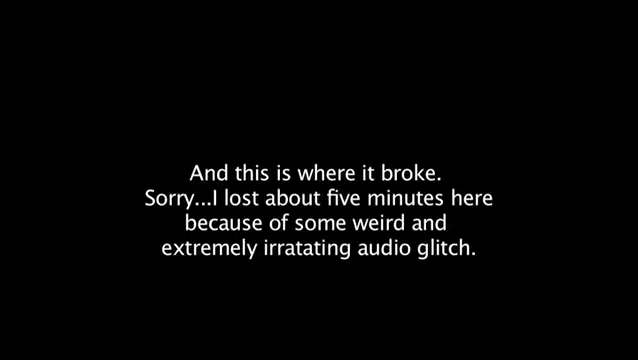 And this is where it broke.
Sorry...I lost about five minutes here
because of some weird and
extremely irratating audio glitch.